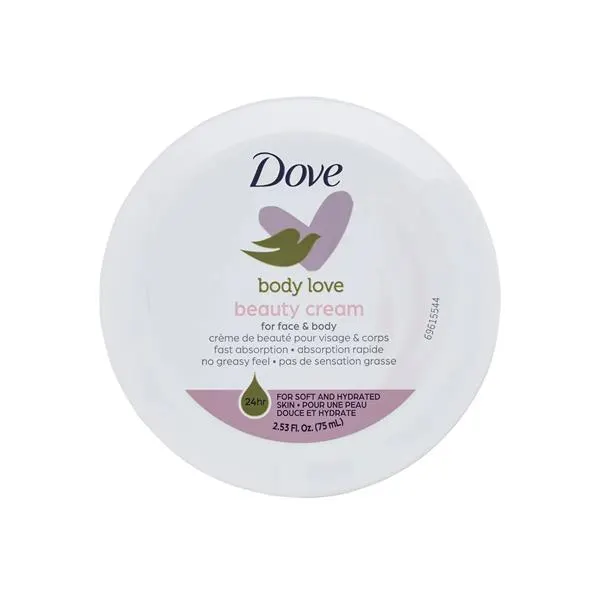 Dove
body love
beauty cream
for face & body
crème de beauté pour visage & corps
fast absorption • absorption rapide
no greasy feel • pas de sensation grasse
24hr
FOR SOFT AND HYDRATED
SKIN • POUR UNE PEAU
DOUCE ET HYDRATE
2.53 Fl. Oz. (75 mL)
69615544